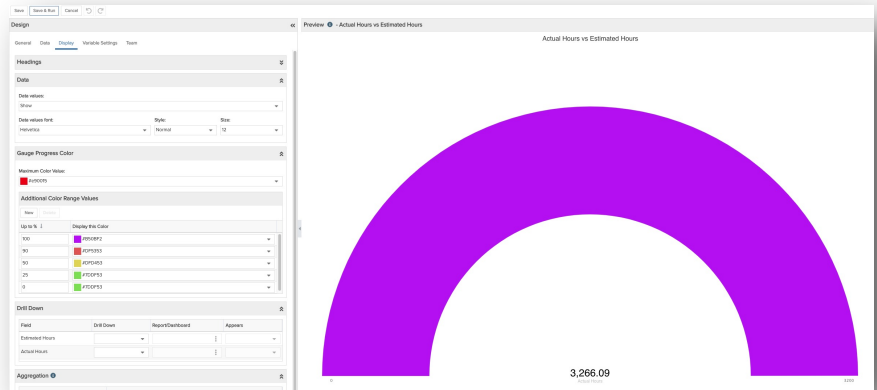 Save Save & Run Cancel
Design
Preview - Actual Hours vs Estimated Hours
General Data Display Variable Settings Team
Actual Hours vs Estimated Hours
Headings
Data
Data values:
Show
Data values font: Style: Size:
Helvetica Normal 12
Gauge Progress Color
Maximum Color Value:
Additional Color Range Values
New
Up to % Display this Color
100 #B50BF2
90 #DF5353
50 #DFD453
25 #7DDF53
0 #7DDF53
Drill Down
Field Drill Down Report/Dashboard Appears
Estimated Hours
Actual Hours
Aggregation
3,266.09
Actual Hours
0